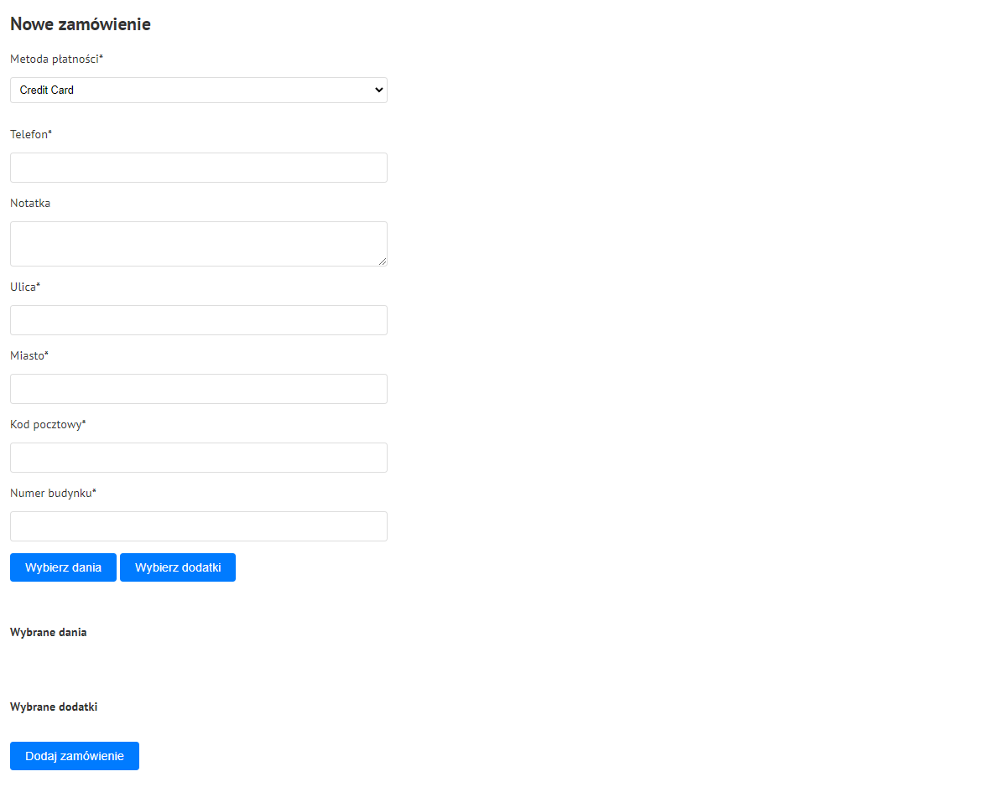 Nowe zamówienie
Metoda płatności*
Credit Card
Telefon*
Notatka
Ulica*
Miasto*
Kod pocztowy*
Numer budynku*
Wybierz dania Wybierz dodatki
Wybrane dania
Wybrane dodatki
Dodaj zamówienie